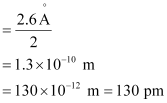 = 2.6 Å / 2
= 1.3×10⁻¹⁰ m
= 130×10⁻¹² m = 130 pm